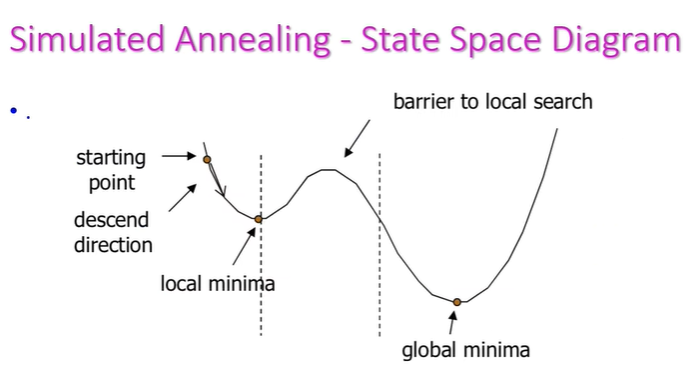 Simulated Annealing - State Space Diagram
• .
barrier to local search
starting
point
descend
direction
local minima
global minima